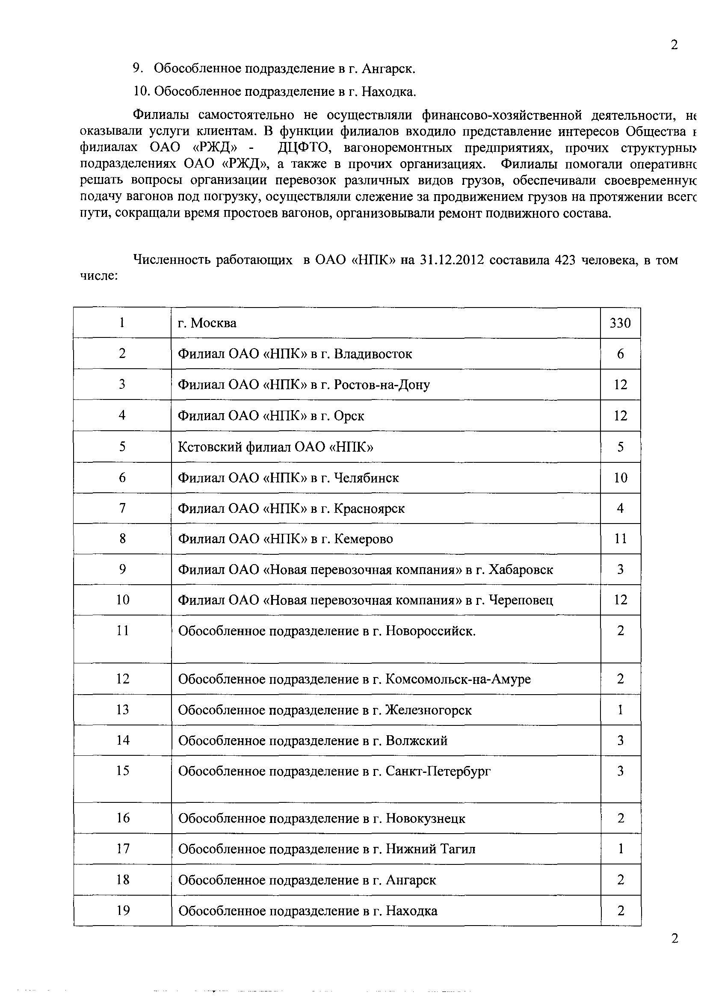 2
9. Обособленное подразделение в г. Ангарск.
10. Обособленное подразделение в г. Находка.
Филиалы самостоятельно не осуществляли финансово-хозяйственной деятельности, не
оказывали услуги клиентам. В функции филиалов входило представление интересов Общества в
филиалах ОАО «РЖД» - ДЦФТО, вагоноремонтных предприятиях, прочих структурных
подразделениях ОАО «РЖД», а также в прочих организациях. Филиалы помогали оперативно
решать вопросы организации перевозок различных видов грузов, обеспечивали своевременную
подачу вагонов под погрузку, осуществляли слежение за продвижением грузов на протяжении всего
пути, сокращали время простоев вагонов, организовывали ремонт подвижного состава.
Численность работающих в ОАО «НПК» на 31.12.2012 составила 423 человека, в том
числе:
1 г. Москва 330
2 Филиал ОАО «НПК» в г. Владивосток 6
3 Филиал ОАО «НПК» в г. Ростов-на-Дону 12
4 Филиал ОАО «НПК» в г. Орск 12
5 Кстовский филиал ОАО «НПК» 5
6 Филиал ОАО «НПК» в г. Челябинск 10
7 Филиал ОАО «НПК» в г. Красноярск 4
8 Филиал ОАО «НПК» в г. Кемерово 11
9 Филиал ОАО «Новая перевозочная компания» в г. Хабаровск 3
10 Филиал ОАО «Новая перевозочная компания» в г. Череповец 12
11 Обособленное подразделение в г. Новороссийск. 2
12 Обособленное подразделение в г. Комсомольск-на-Амуре 2
13 Обособленное подразделение в г. Железногорск 1
14 Обособленное подразделение в г. Волжский 3
15 Обособленное подразделение в г. Санкт-Петербург 3
16 Обособленное подразделение в г. Новокузнецк 2
17 Обособленное подразделение в г. Нижний Тагил 1
18 Обособленное подразделение в г. Ангарск 2
19 Обособленное подразделение в г. Находка 2
2